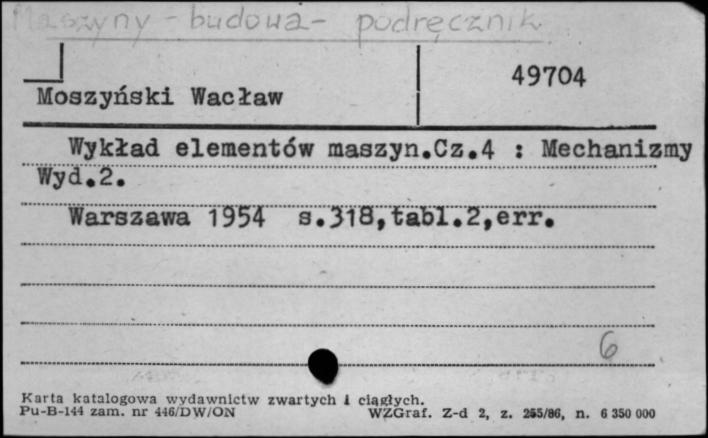 Maszyny - budowa - podręcznik
49704
Moszyński Wacław
Wykład elementów maszyn.Cz.4 : Mechanizmy
Wyd.2.
Warszawa 1954 s.318,tabl.2,err.
6
Karta katalogowa wydawnictw zwartych i ciągłych.
Pu-B-144 zam. nr 446/DW/ON WZGraf. Z-d 2, z. 255/86, n. 6 350 000